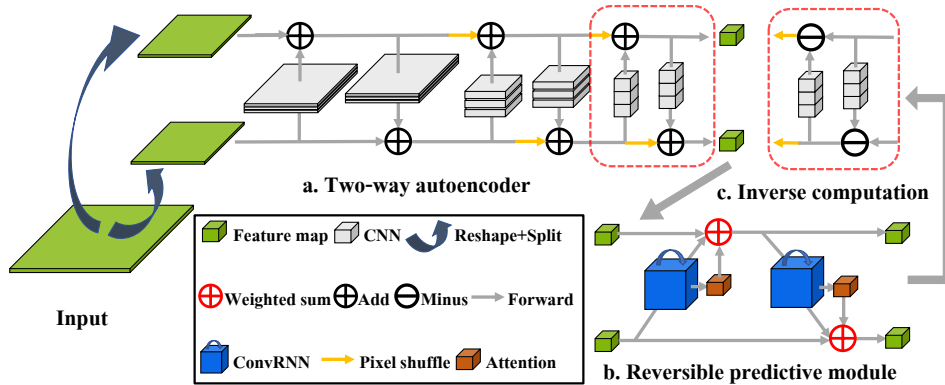 a. Two-way autoencoder
c. Inverse computation
Input
Feature map
CNN
Reshape+Split
Weighted sum
Add
Minus
Forward
ConvRNN
Pixel shuffle
Attention
b. Reversible predictive module